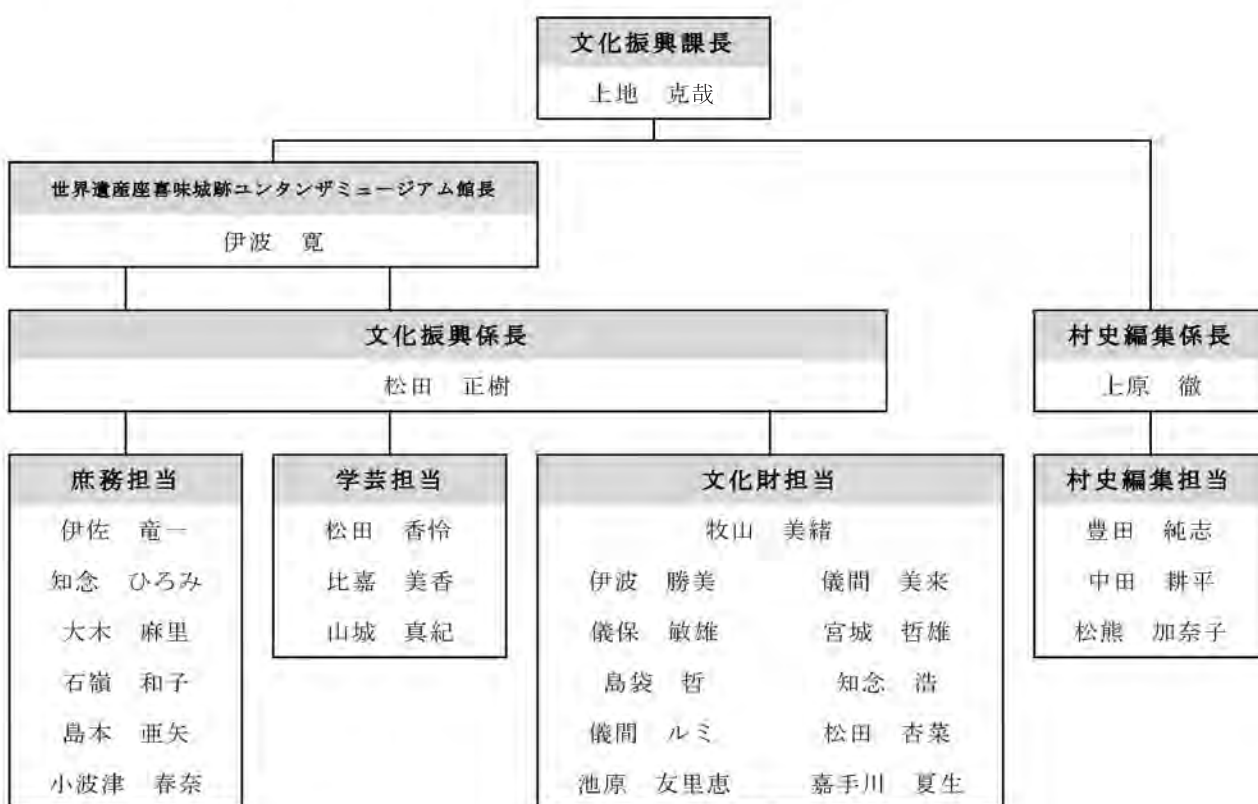 文化振興課長
上地 克哉
世界遺産座喜味城跡ユンタンザミュージアム館長
伊波 寛
文化振興係長
松田 正樹
村史編集係長
上原 徹
庶務担当
伊佐 竜一
知念 ひろみ
大木 麻里
石嶺 和子
島本 亜矢
小波津 春奈
学芸担当
松田 香怜
比嘉 美香
山城 真紀
文化財担当
牧山 美緒
伊波 勝美 儀間 美来
儀保 敏雄 宮城 哲雄
島袋 哲 知念 浩
儀間 ルミ 松田 杏菜
池原 友里恵 嘉手川 夏生
村史編集担当
豊田 純志
中田 耕平
松熊 加奈子